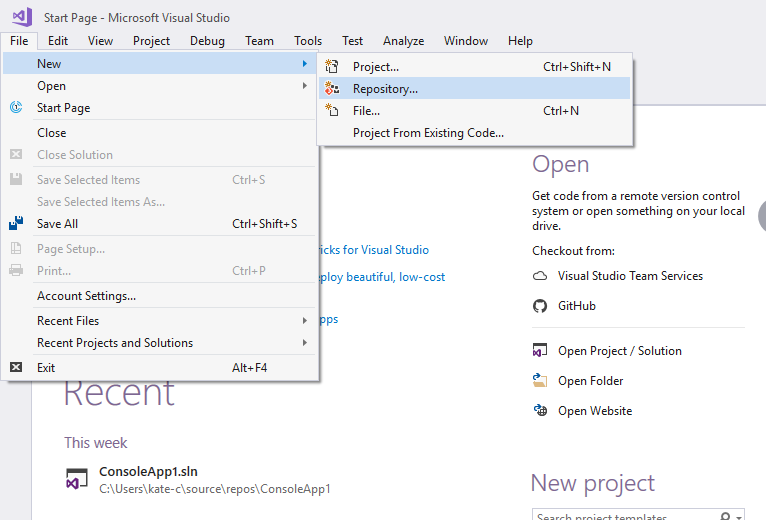 Start Page - Microsoft Visual Studio
File Edit View Project Debug Team Tools Test Analyze Window Help
New
Open
Start Page
Close
Close Solution
Save Selected Items Ctrl+S
Save Selected Items As...
Save All Ctrl+Shift+S
Page Setup...
Print... Ctrl+P
Account Settings...
Recent Files
Recent Projects and Solutions
Exit Alt+F4
Project... Ctrl+Shift+N
Repository...
File... Ctrl+N
Project From Existing Code...
ricks for Visual Studio
ploy beautiful, low-cost
pps
Recent
This week
ConsoleApp1.sln
C:\Users\kate-c\source\repos\ConsoleApp1
Open
Get code from a remote version control
system or open something on your local
drive.
Checkout from:
Visual Studio Team Services
GitHub
Open Project / Solution
Open Folder
Open Website
New project
Search project templates